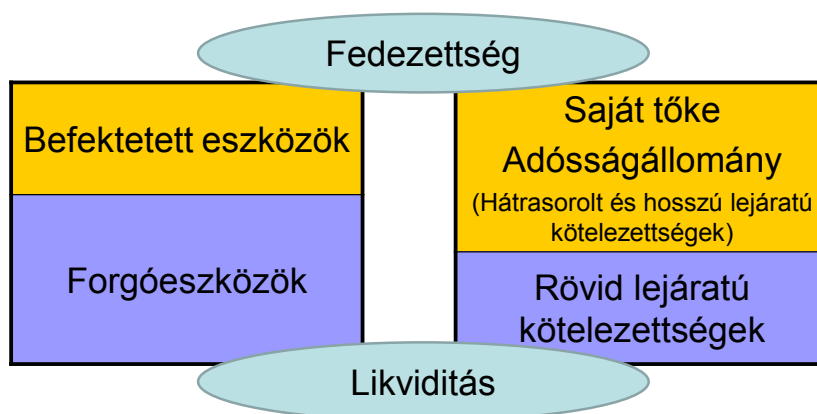 Fedezettség
Befektetett eszközök
Forgóeszközök
Saját tőke
Adósságállomány
(Hátrasorolt és hosszú lejáratú
kötelezettségek)
Rövid lejáratú
kötelezettségek
Likviditás